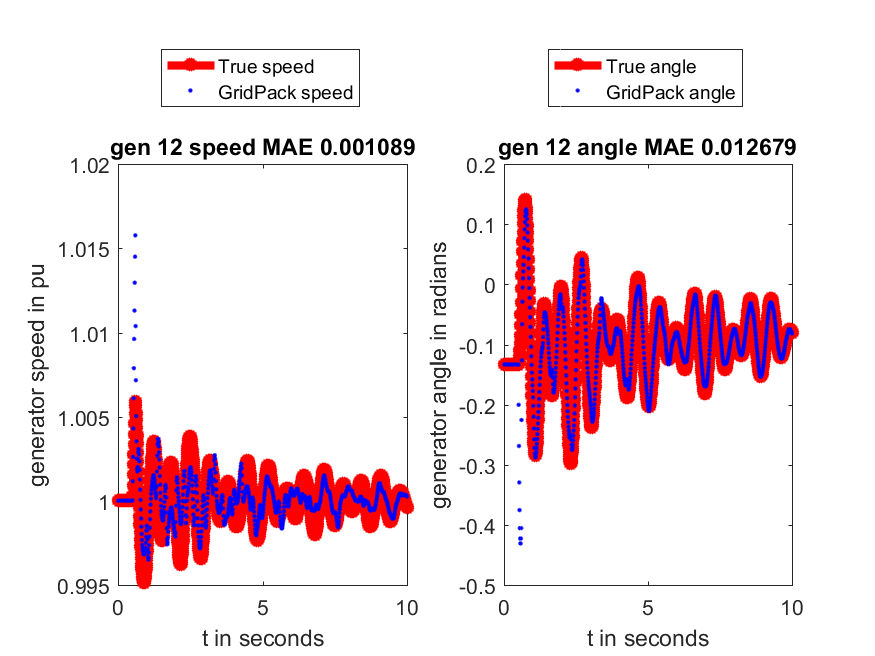 True speed
GridPack speed
True angle
GridPack angle
gen 12 speed MAE 0.001089
gen 12 angle MAE 0.012679
generator speed in pu
1.02
1.015
1.01
1.005
1
0.995
0
5
10
t in seconds
generator angle in radians
0.2
0.1
0
-0.1
-0.2
-0.3
-0.4
-0.5
0
5
10
t in seconds